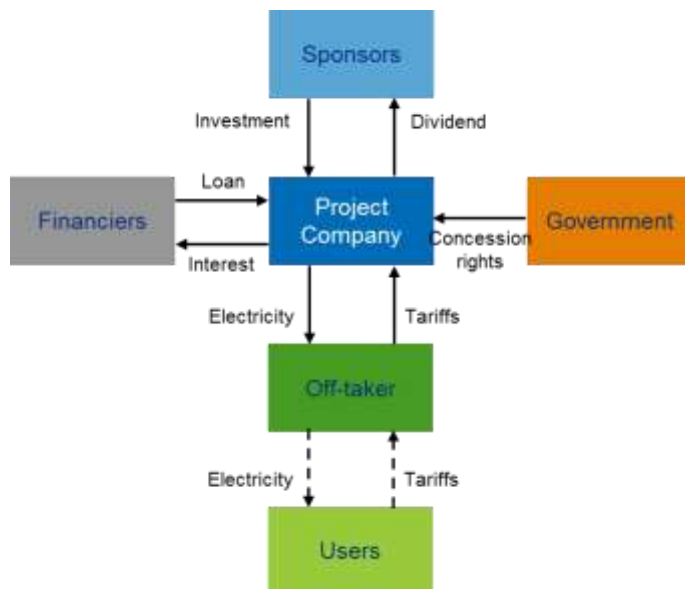 Sponsors
Investment
Dividend
Loan
Financiers
Project
Company
Government
Concession
rights
Interest
Electricity
Tariffs
Off-taker
Electricity
Tariffs
Users